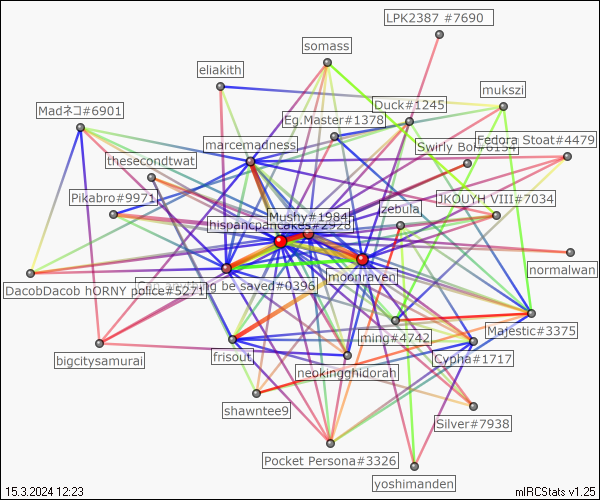 LPK2387 #7690
somass
eliakith
mukszi
Duck#1245
Madネコ#6901
Eg.Master#1378
Fedora Stoat#4479
marcemadness
Swirly
thesecondtwat
Pikabro#9971
JKOUYH VIII#7034
zebula
Mushy#1984
hispancpancakes#2928
normalwan
moonraven
DacobDacob hORNY police#5271
be saved#0396
Majestic#3375
ming#4742
frisout
Cypha#1717
bigcitysamurai
neokingghidorah
shawntee9
Silver#7938
Pocket Persona#3326
yoshimanden
15.3.2024 12:23
mIRCStats v1.25